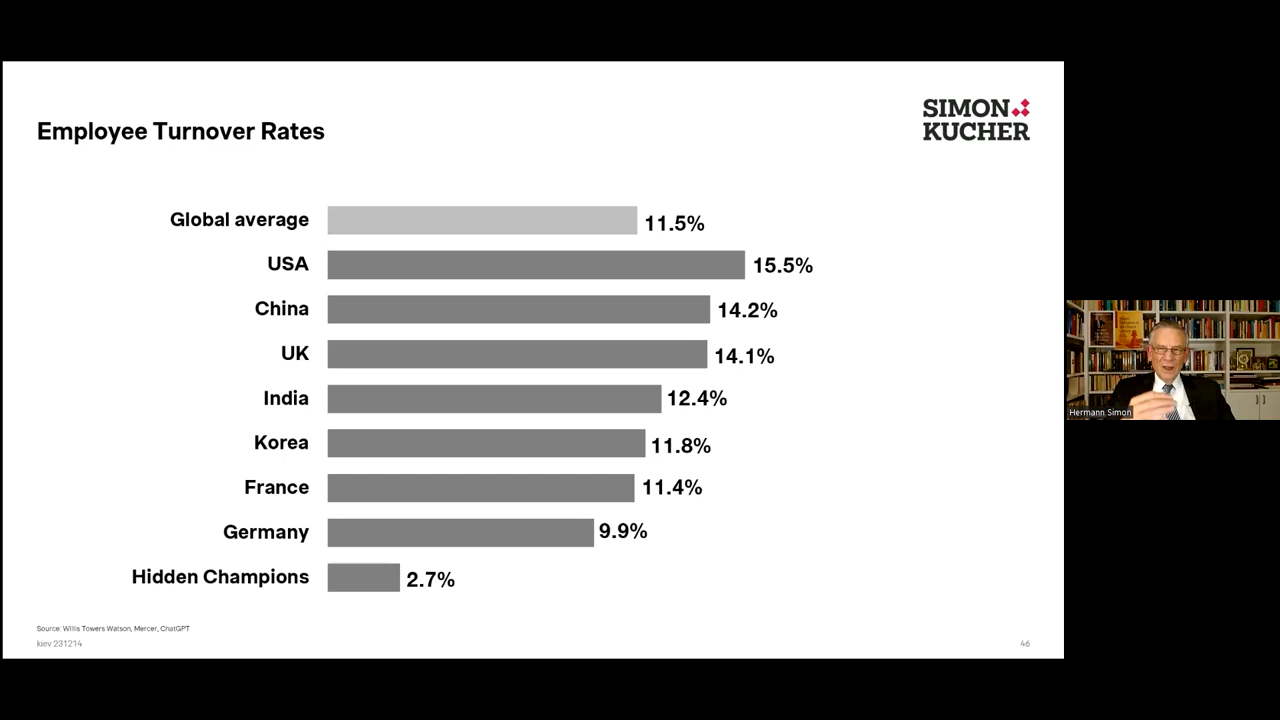 Employee Turnover Rates
SIMON
KUCHER
Global average 11.5%
USA 15.5%
China 14.2%
UK 14.1%
India 12.4%
Korea 11.8%
France 11.4%
Germany 9.9%
Hidden Champions 2.7%
Source: Willis Towers Watson, Mercer, ChatGPT
kiev 231214
46
Hermann Simon